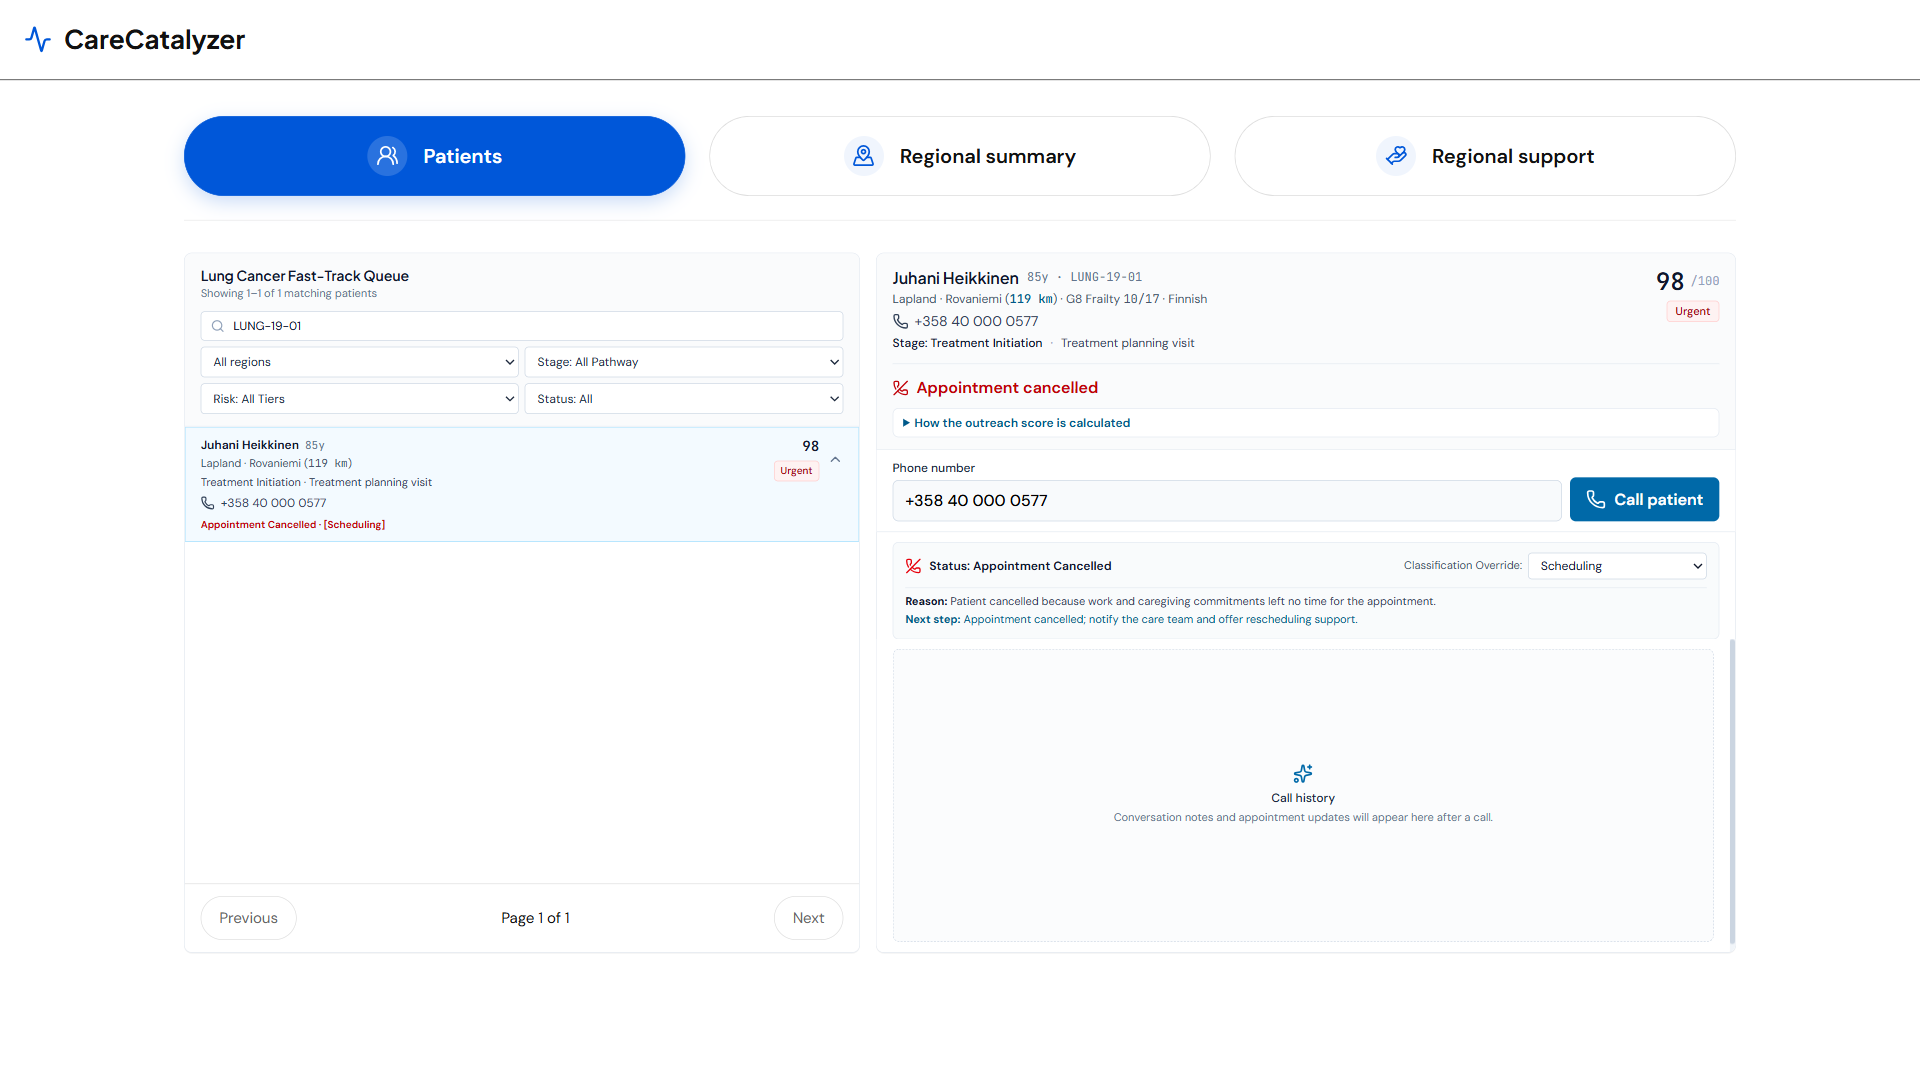 CareCatalyzer
Patients
Regional summary
Regional support
Lung Cancer Fast-Track Queue
Showing 1–1 of 1 matching patients
LUNG-19-01
All regions
Stage: All Pathway
Risk: All Tiers
Status: All
Juhani Heikkinen 85y
98
Lapland · Rovaniemi (119 km)
Urgent
Treatment Initiation · Treatment planning visit
+358 40 000 0577
Appointment Cancelled · [Scheduling]
Previous
Page 1 of 1
Next
Juhani Heikkinen 85y · LUNG-19-01
98 /100
Lapland · Rovaniemi (119 km) · G8 Frailty 10/17 · Finnish
Urgent
+358 40 000 0577
Stage: Treatment Initiation · Treatment planning visit
Appointment cancelled
How the outreach score is calculated
Phone number
+358 40 000 0577
Call patient
Status: Appointment Cancelled
Classification Override:
Scheduling
Reason: Patient cancelled because work and caregiving commitments left no time for the appointment.
Next step: Appointment cancelled; notify the care team and offer rescheduling support.
Call history
Conversation notes and appointment updates will appear here after a call.